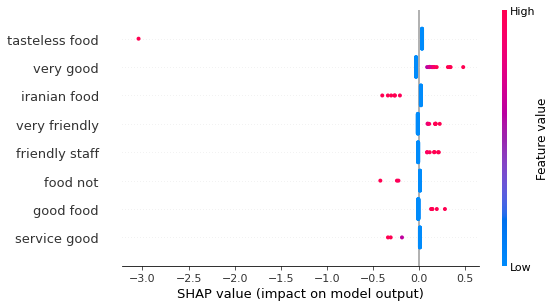 High
tasteless food
very good
iranian food
very friendly
friendly staff
food not
good food
service good
Feature value
Low
−3.0 −2.5 −2.0 −1.5 −1.0 −0.5 0.0 0.5
SHAP value (impact on model output)